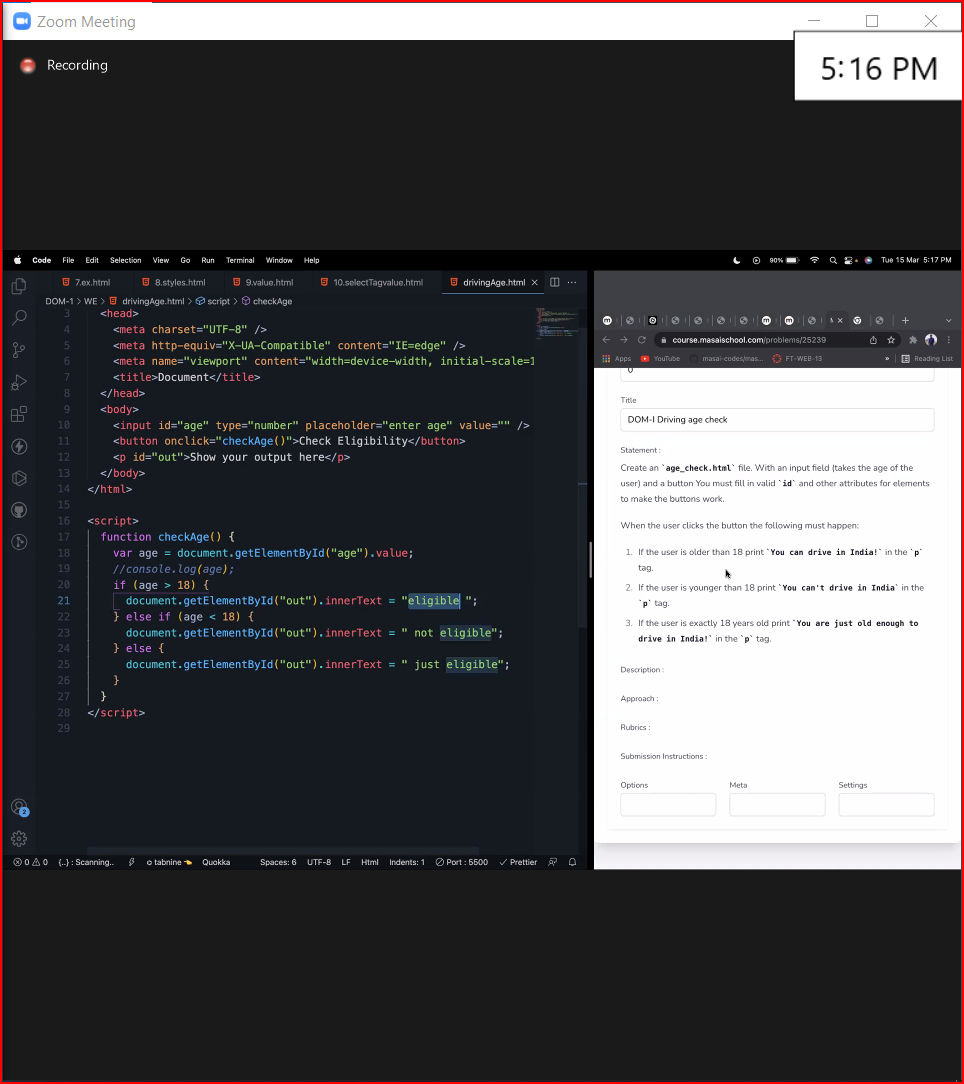 Zoom Meeting
5:16 PM
Recording
Code File Edit Selection View Go Run Terminal Window Help
90% Tue 15 Mar 5:17 PM
7.ex.html 8.styles.html 9.value.html 10.selectTagvalue.html drivingAge.html
DOM-1 > WE > drivingAge.html > script > checkAge
3 <head>
4 <meta charset="UTF-8" />
5 <meta http-equiv="X-UA-Compatible" content="IE=edge" />
6 <meta name="viewport" content="width=device-width, initial-scale=1
7 <title>Document</title>
8 </head>
9 <body>
10 <input id="age" type="number" placeholder="enter age" value="" />
11 <button onclick="checkAge()">Check Eligibility</button>
12 <p id="out">Show your output here</p>
13 </body>
14 </html>
15
16 <script>
17 function checkAge() {
18 var age = document.getElementById("age").value;
19 //console.log(age);
20 if (age > 18) {
21 document.getElementById("out").innerText = "eligible ";
22 } else if (age < 18) {
23 document.getElementById("out").innerText = " not eligible";
24 } else {
25 document.getElementById("out").innerText = " just eligible";
26 }
27 }
28 </script>
29
2
0 0 {..} : Scanning.. tabnine Quokka Spaces: 6 UTF-8 LF Html Indents: 1 Port : 5500 Prettier
course.masaischool.com/problems/25239
Apps YouTube masai-codes/mas... FT-WEB-13 » Reading List
0
Title
DOM-I Driving age check
Statement :
Create an `age_check.html` file. With an input field (takes the age of the
user) and a button You must fill in valid `id` and other attributes for elements
to make the buttons work.
When the user clicks the button the following must happen:
1. If the user is older than 18 print `You can drive in India!` in the `p`
tag.
2. If the user is younger than 18 print `You can't drive in India` in the
`p` tag.
3. If the user is exactly 18 years old print `You are just old enough to
drive in India!` in the `p` tag.
Description :
Approach :
Rubrics :
Submission Instructions :
Options Meta Settings